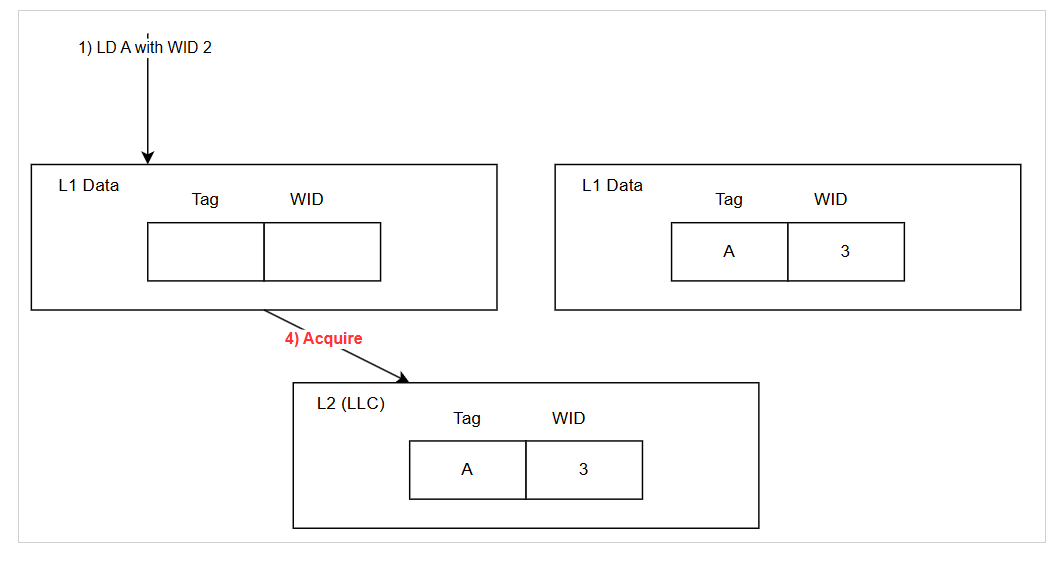 1) LD A with WID 2
L1 Data
Tag WID
L1 Data
Tag WID
A 3
4) Acquire
L2 (LLC)
Tag WID
A 3